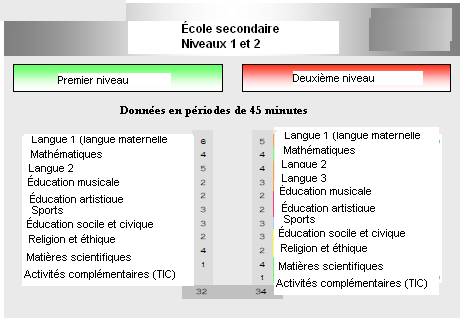 École secondaire
Niveaux 1 et 2
Premier niveau
Deuxième niveau
Données en périodes de 45 minutes
Langue 1 (langue maternelle 6
Mathématiques 4
Langue 2 5
Éducation musicale 2
Éducation artistique 2
Sports 3
Éducation socile et civique 3
Religion et éthique 2
Matières scientifiques 4
Activités complémentaires (TIC) 1
32
5 Langue 1 (langue maternelle
4 Mathématiques
4 Langue 2
3 Langue 3
2 Éducation musicale
2 Éducation artistique
3 Sports
3 Éducation socile et civique
2 Religion et éthique
4 Matières scientifiques
1 Activités complémentaires (TIC)
34